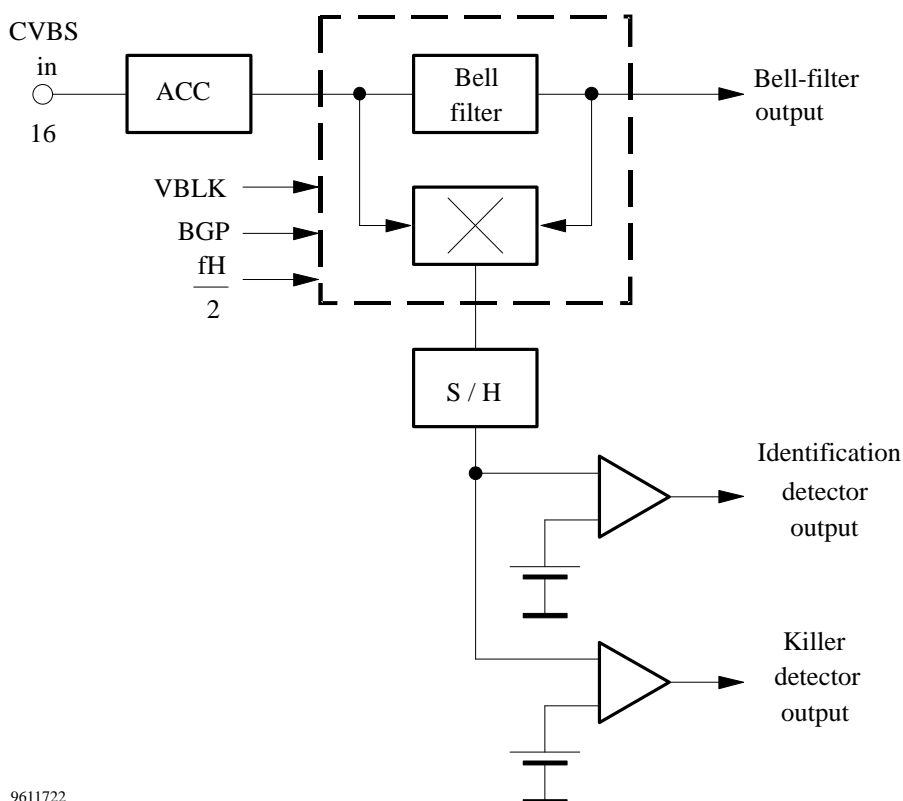 CVBS
in
16
ACC
Bell
filter
Bell-filter
output
VBLK
BGP
fH
2
S / H
Identification
detector
output
Killer
detector
output
9611722